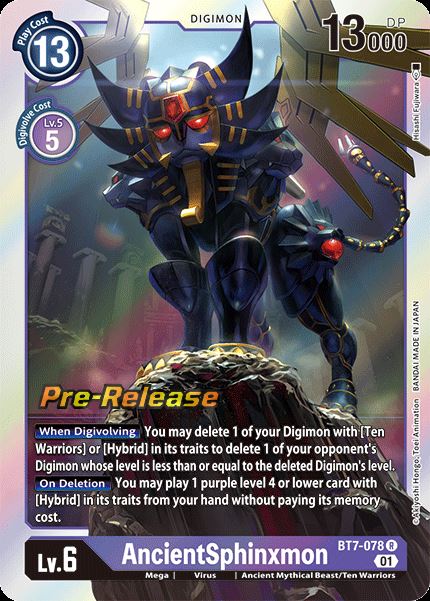 Play Cost
13
DIGIMON
DP
13000
Digivolve Cost
Lv.5
5
Hisashi Fujiwara
Pre-Release
When Digivolving You may delete 1 of your Digimon with [Ten
Warriors] or [Hybrid] in its traits to delete 1 of your opponent's
Digimon whose level is less than or equal to the deleted Digimon's level.
On Deletion You may play 1 purple level 4 or lower card with
[Hybrid] in its traits from your hand without paying its memory
cost.
©Akiyoshi Hongo, Toei Animation BANDAI MADE IN JAPAN
Lv.6
AncientSphinxmon
BT7-078 R
01
Mega | Virus | Ancient Mythical Beast/Ten Warriors